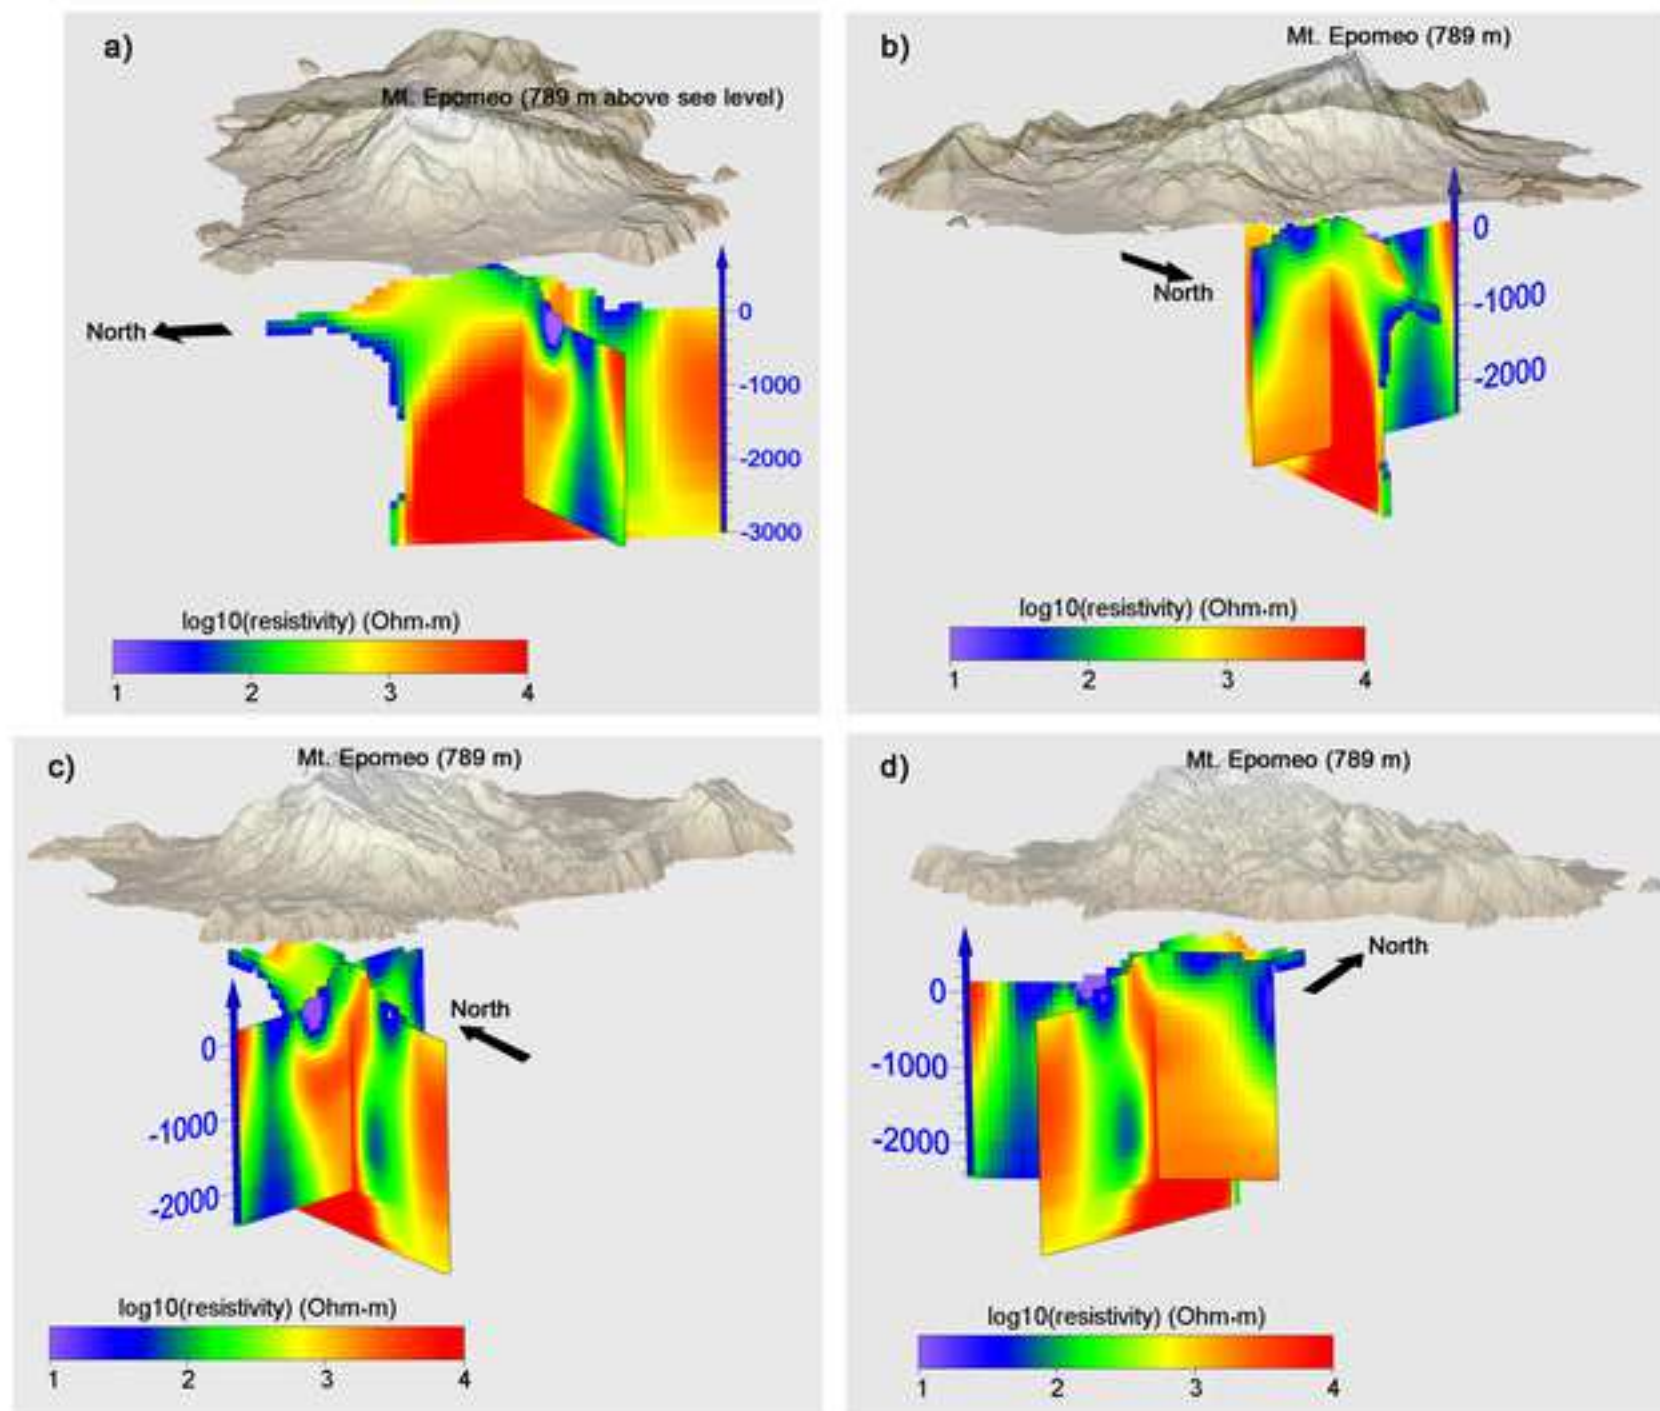 a)
Mt. Epomeo (789 m above see level)
North
0
-1000
-2000
-3000
log10(resistivity) (Ohm·m)
1 2 3 4
b)
Mt. Epomeo (789 m)
North
0
-1000
-2000
log10(resistivity) (Ohm·m)
1 2 3 4
c)
Mt. Epomeo (789 m)
North
0
-1000
-2000
log10(resistivity) (Ohm·m)
1 2 3 4
d)
Mt. Epomeo (789 m)
North
0
-1000
-2000
log10(resistivity) (Ohm·m)
1 2 3 4